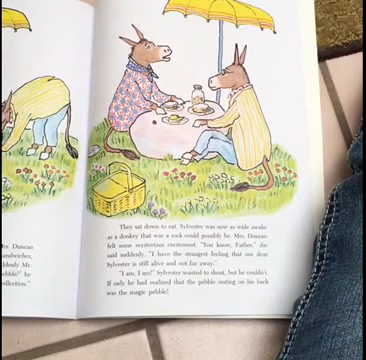 Mrs. Duncan
sandwiches,
Suddenly Mr.
pebble!" he
collection."
They sat down to eat. Sylvester was now as wide awake
as a donkey that was a rock could possibly be. Mrs. Duncan
felt some mysterious excitement. "You know, Father," she
said suddenly, "I have the strangest feeling that our dear
Sylvester is still alive and not far away."
"I am, I am!" Sylvester wanted to shout, but he couldn't.
If only he had realized that the pebble resting on his back
was the magic pebble!